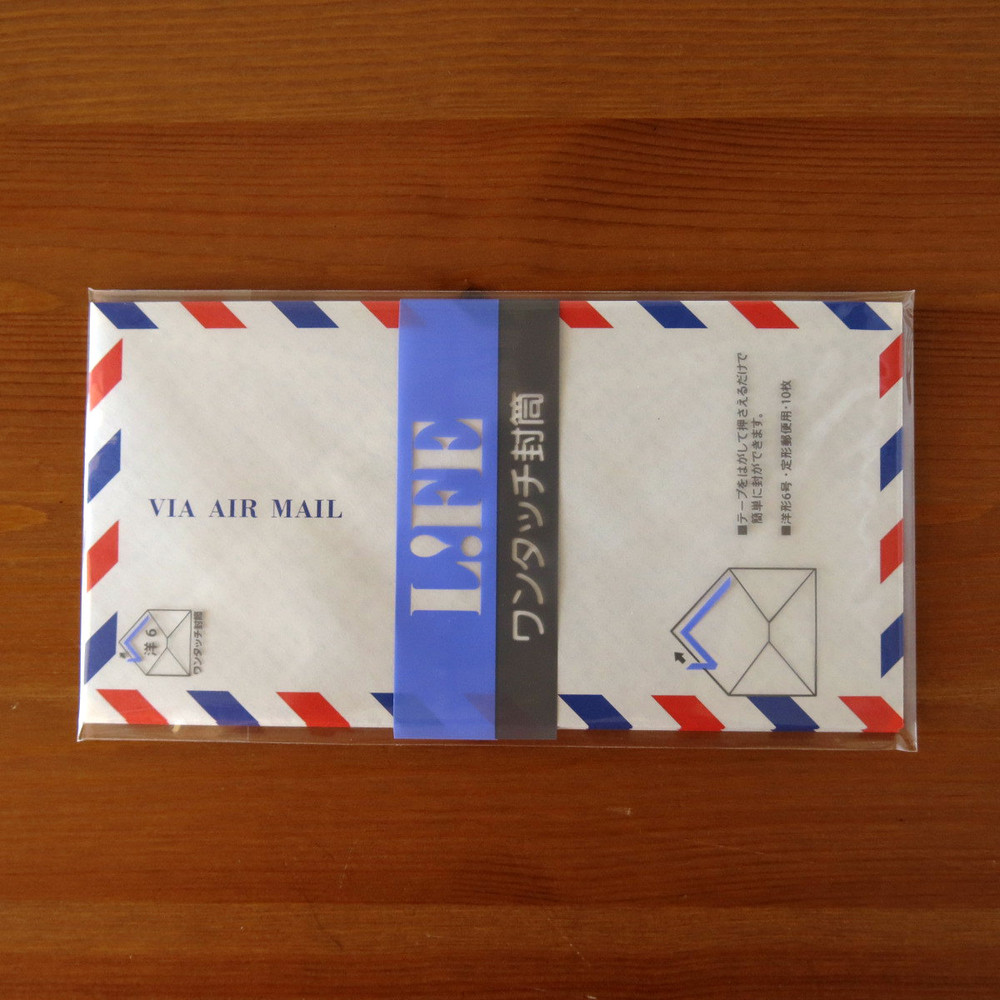 VIA AIR MAIL
洋6
ワンタッチ封筒
LIFE
ワンタッチ封筒
■テープをはがして押さえるだけで
簡単に封ができます。
■洋形6号・定形郵便用・10枚